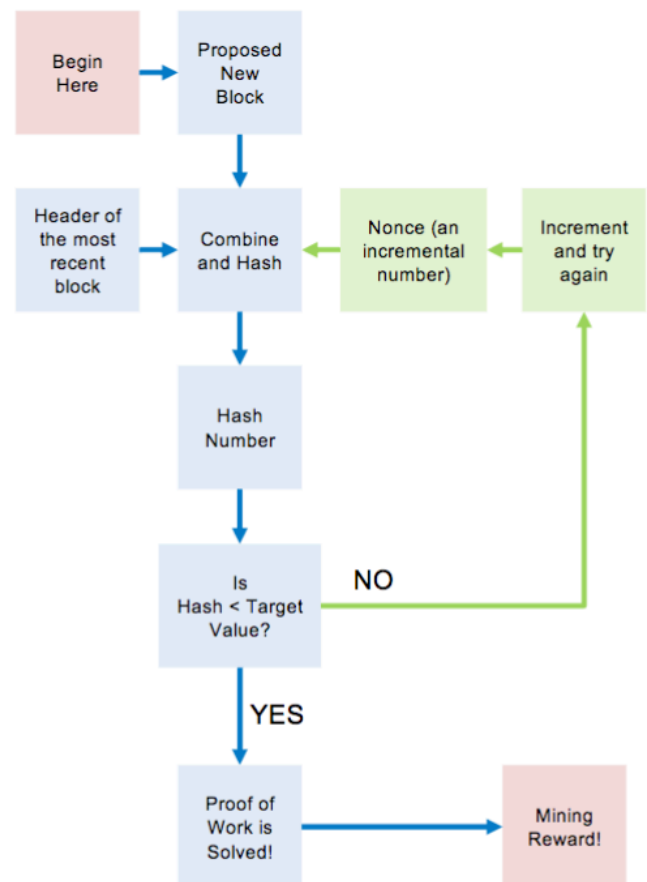 Begin
Here
Proposed
New
Block
Header of
the most
recent
block
Combine
and Hash
Nonce (an
incremental
number)
Increment
and try
again
Hash
Number
Is
Hash < Target
Value?
NO
YES
Proof of
Work is
Solved!
Mining
Reward!